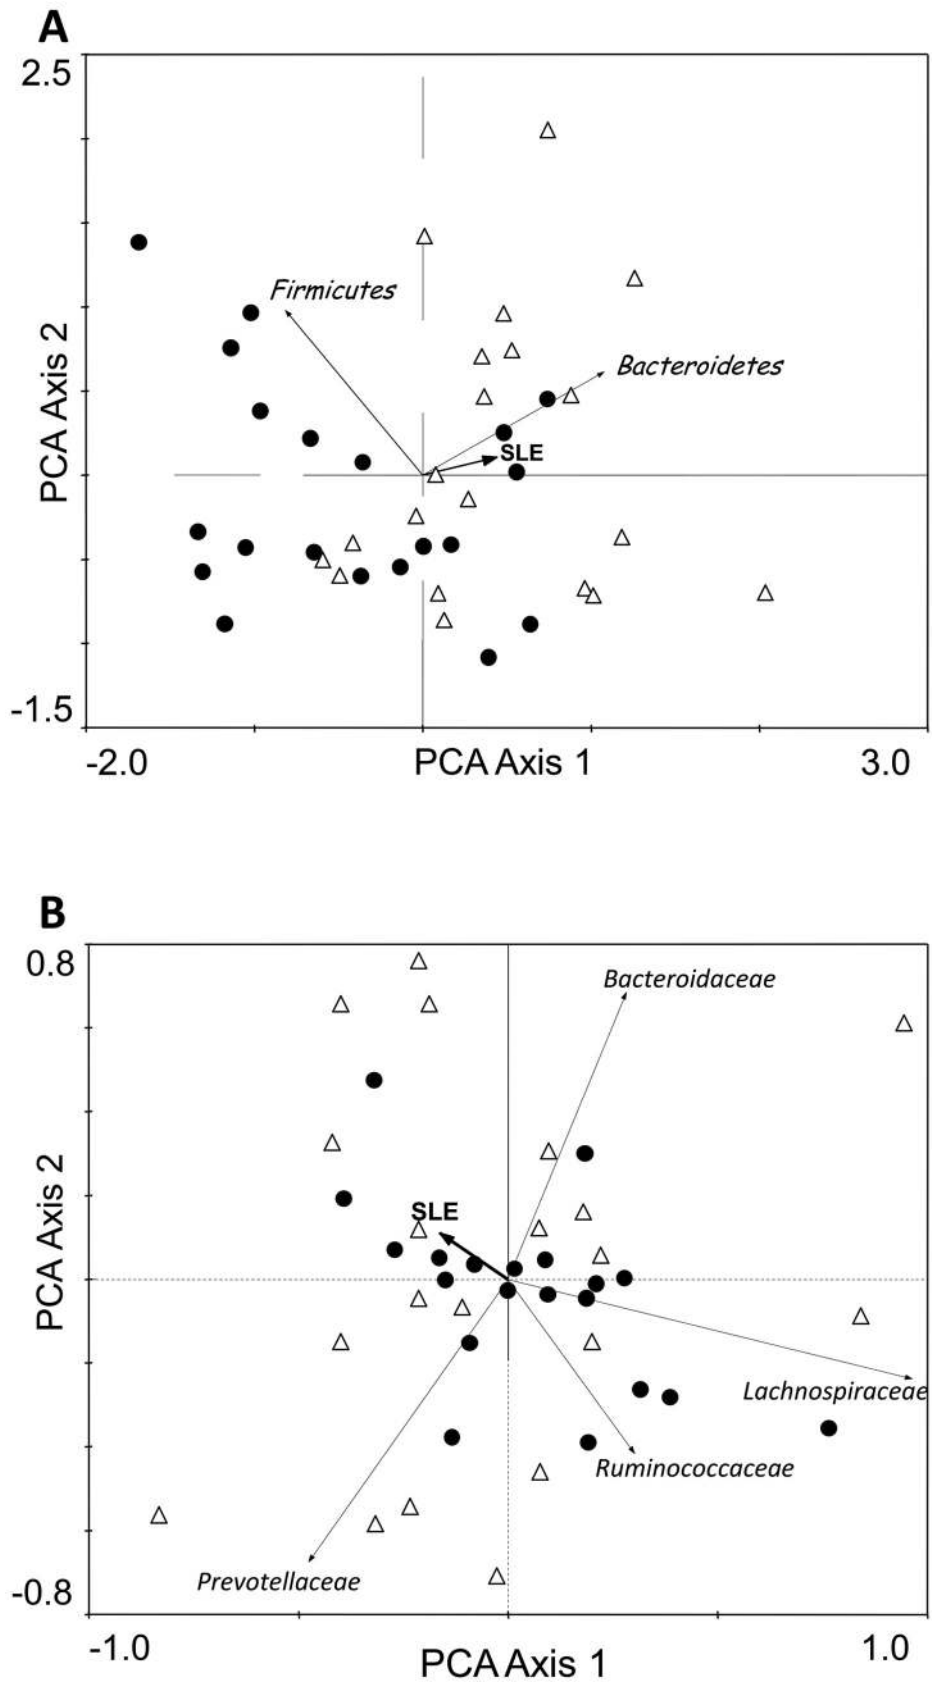 A
2.5
Firmicutes
Bacteroidetes
SLE
PCA Axis 2
-1.5
-2.0
PCA Axis 1
3.0
B
0.8
Bacteroidaceae
SLE
PCA Axis 2
Lachnospiraceae
Ruminococcaceae
Prevotellaceae
-0.8
-1.0
PCA Axis 1
1.0